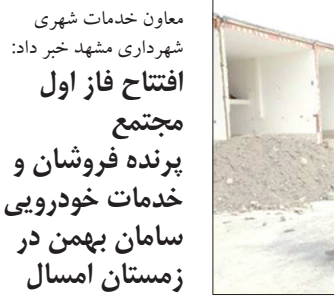 معاون خدمات شهری
شهرداری مشهد خبر داد:
افتتاح فاز اول
مجتمع
پرنده فروشان و
خدمات خودرویی
سامان بهمن در
زمستان امسال